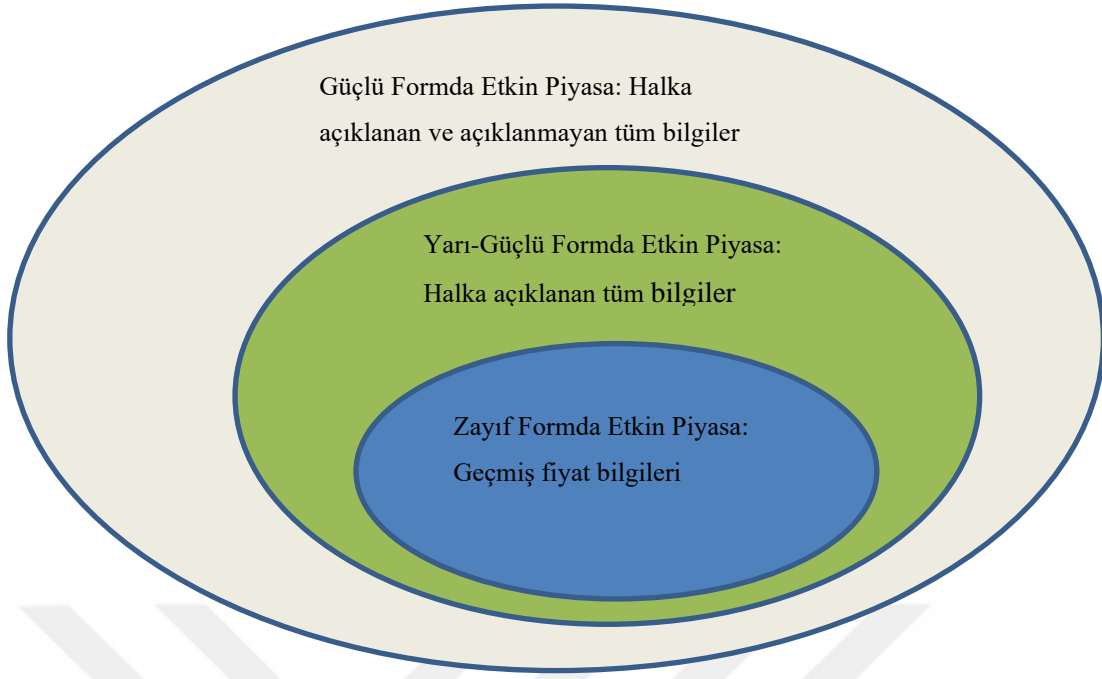 Güçlü Formda Etkin Piyasa: Halka
açıklanan ve açıklanmayan tüm bilgiler
Yarı-Güçlü Formda Etkin Piyasa:
Halka açıklanan tüm bilgiler
Zayıf Formda Etkin Piyasa:
Geçmiş fiyat bilgileri